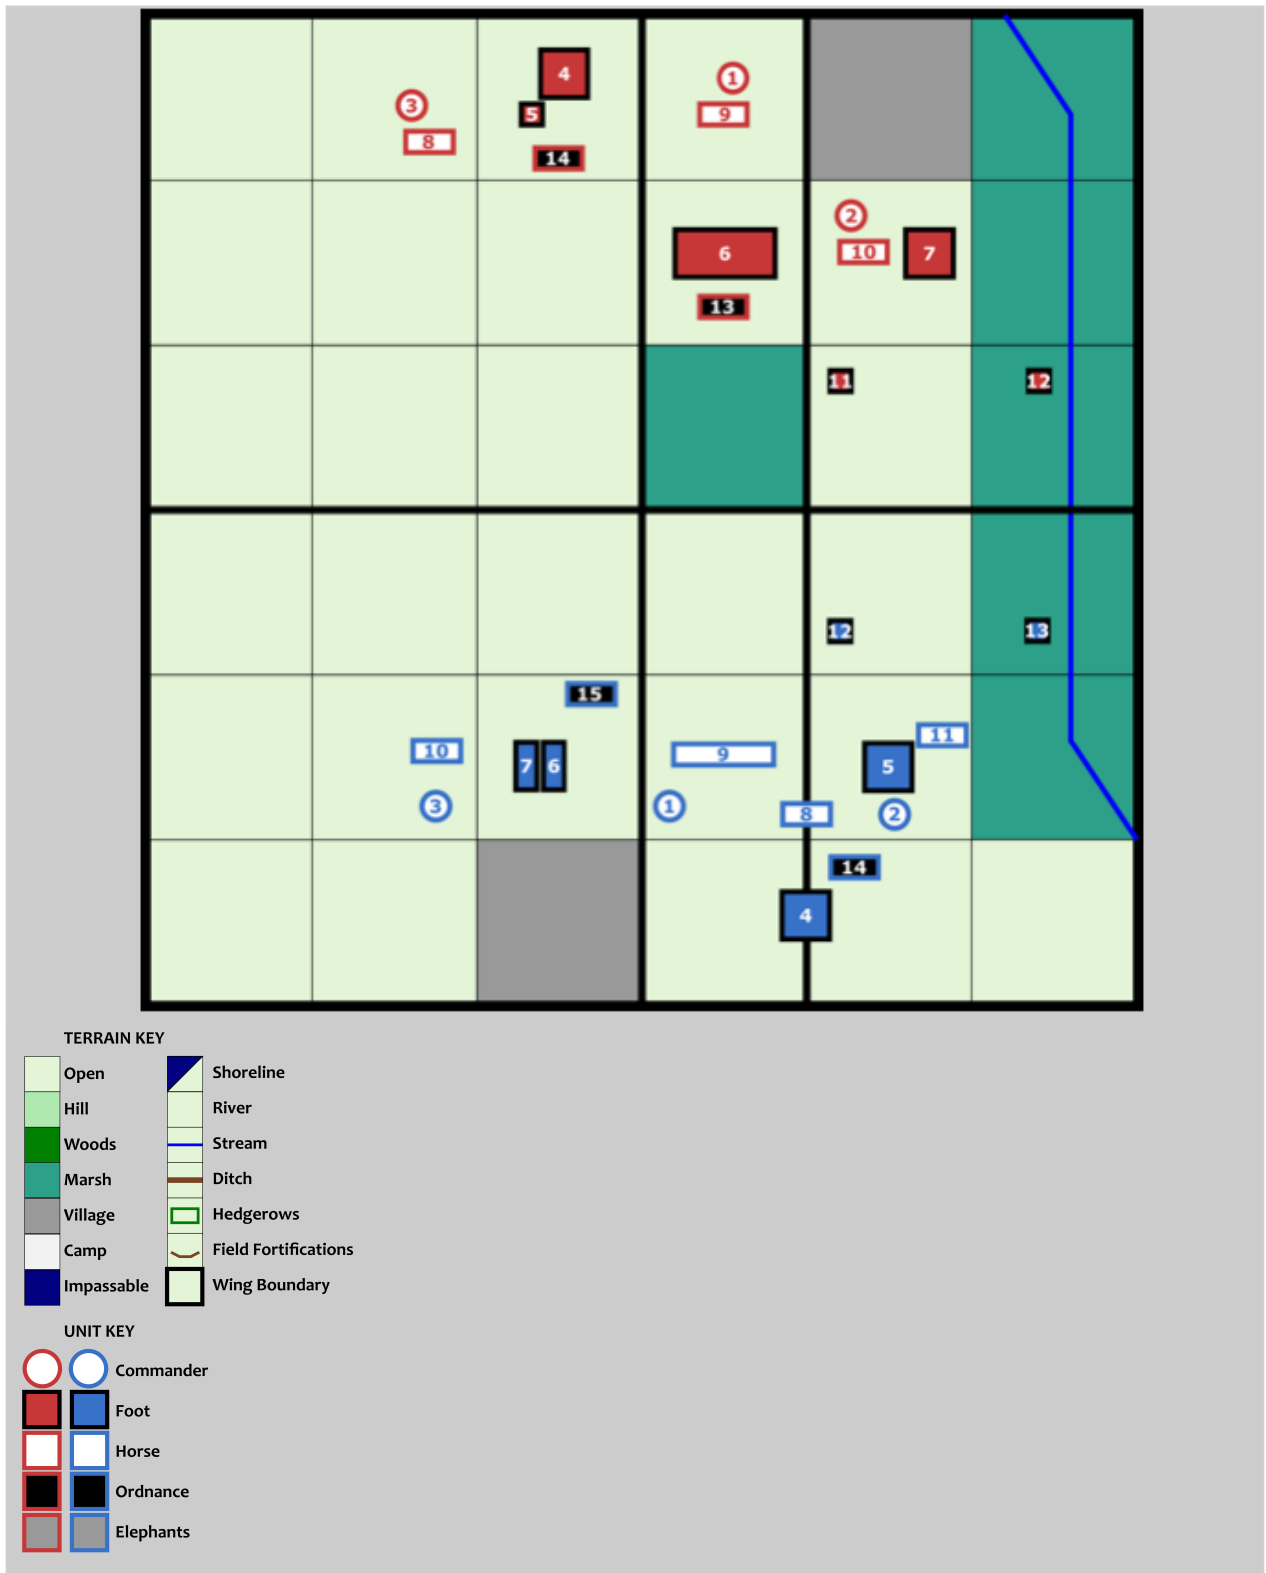 4
1
3
5
9
8
14
2
10
7
6
13
11
12
12
13
15
11
10
9
7
6
5
3
1
8
2
14
4
TERRAIN KEY
Open
Shoreline
Hill
River
Woods
Stream
Marsh
Ditch
Village
Hedgerows
Camp
Field Fortifications
Impassable
Wing Boundary
UNIT KEY
Commander
Foot
Horse
Ordnance
Elephants